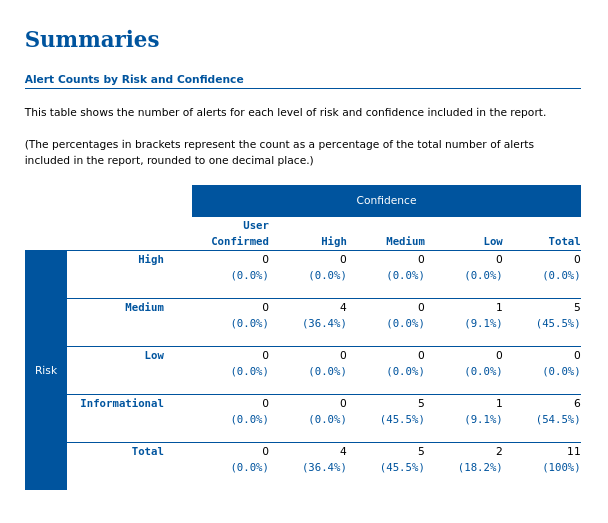 Summaries
Alert Counts by Risk and Confidence
This table shows the number of alerts for each level of risk and confidence included in the report.
(The percentages in brackets represent the count as a percentage of the total number of alerts
included in the report, rounded to one decimal place.)
Confidence
User
Confirmed High Medium Low Total
High 0 0 0 0 0
(0.0%) (0.0%) (0.0%) (0.0%) (0.0%)
Medium 0 4 0 1 5
(0.0%) (36.4%) (0.0%) (9.1%) (45.5%)
Low 0 0 0 0 0
(0.0%) (0.0%) (0.0%) (0.0%) (0.0%)
Risk
Informational 0 0 5 1 6
(0.0%) (0.0%) (45.5%) (9.1%) (54.5%)
Total 0 4 5 2 11
(0.0%) (36.4%) (45.5%) (18.2%) (100%)